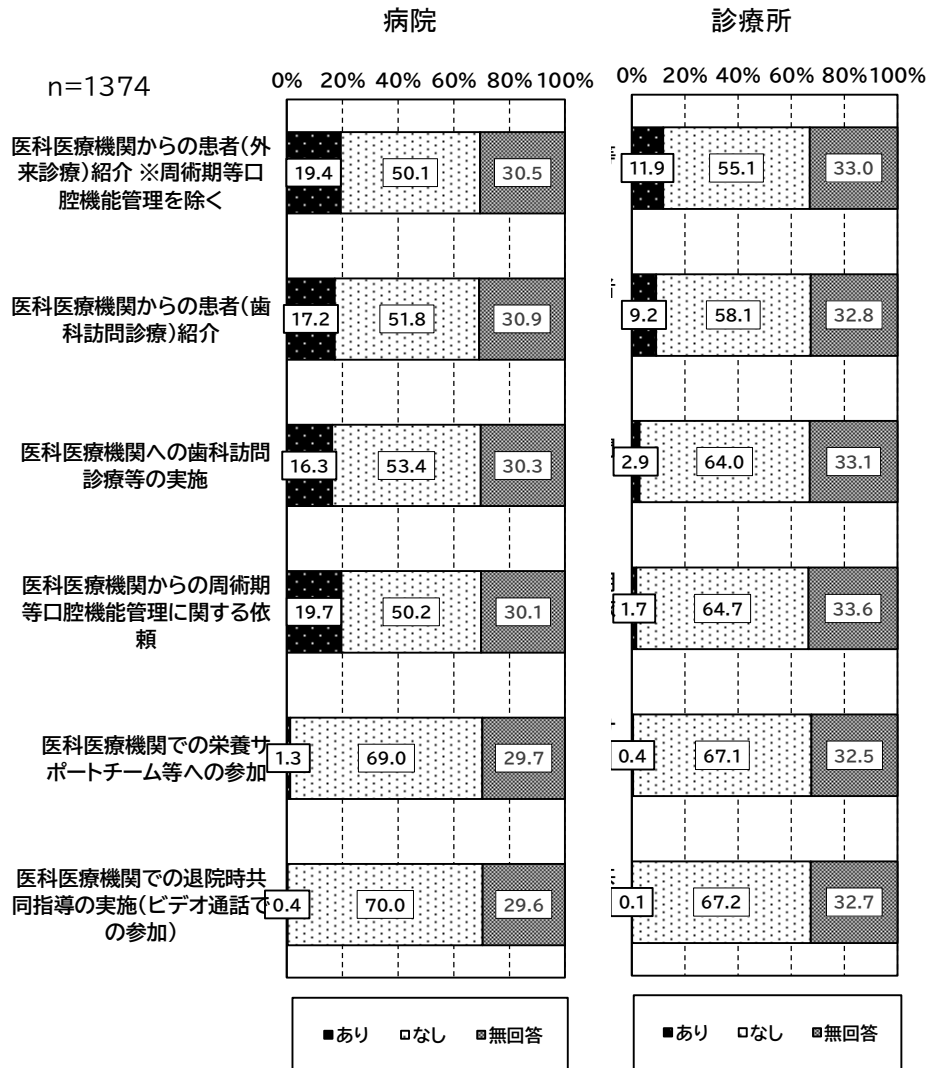 病院
診療所
n=1374
0% 20% 40% 60% 80% 100%
0% 20% 40% 60% 80% 100%
医科医療機関からの患者(外
来診療)紹介 ※周術期等口
腔機能管理を除く
19.4 50.1 30.5
11.9 55.1 33.0
医科医療機関からの患者(歯
科訪問診療)紹介
17.2 51.8 30.9
9.2 58.1 32.8
医科医療機関への歯科訪問
診療等の実施
16.3 53.4 30.3
2.9 64.0 33.1
医科医療機関からの周術期
等口腔機能管理に関する依
頼
19.7 50.2 30.1
1.7 64.7 33.6
医科医療機関での栄養サ
ポートチーム等への参加
1.3 69.0 29.7
0.4 67.1 32.5
医科医療機関での退院時共
同指導の実施(ビデオ通話で
の参加)
0.4 70.0 29.6
0.1 67.2 32.7
■あり □なし ■無回答
■あり □なし ■無回答